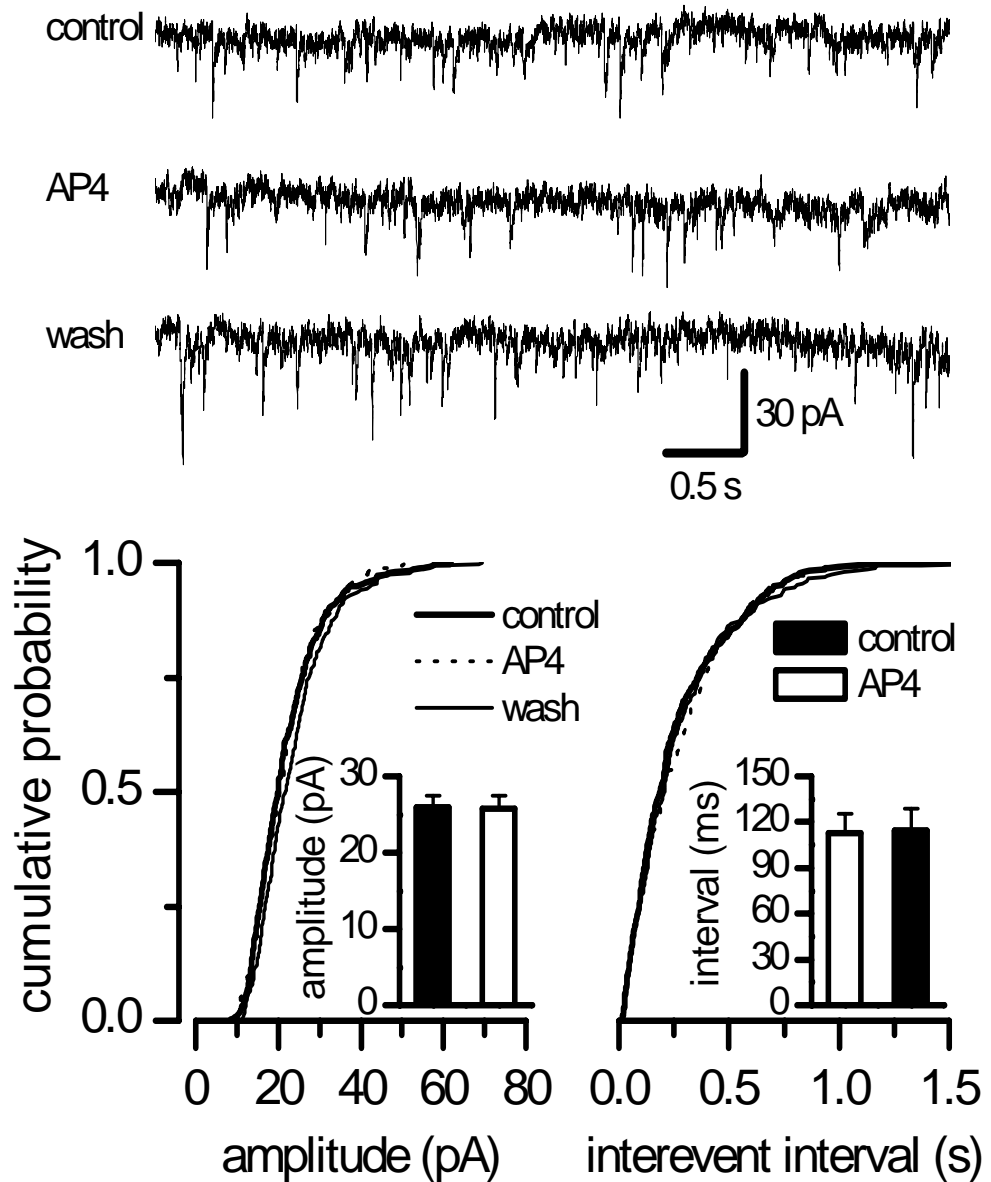 control
AP4
wash
30 pA
0.5 s
cumulative probability
1.0
0.5
0.0
control
AP4
wash
amplitude (pA)
30
20
10
0
0 20 40 60 80
amplitude (pA)
control
AP4
interval (ms)
150
120
90
60
30
0
0.0 0.5 1.0 1.5
interevent interval (s)